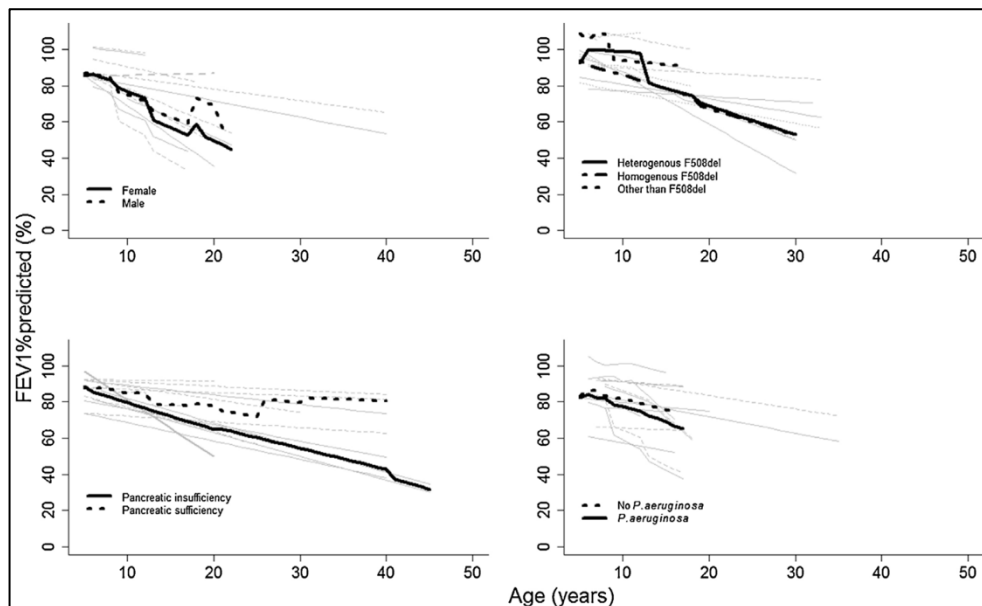 FEV1%predicted (%)
0 20 40 60 80 100
Female
Male
10 20 30 40 50
0 20 40 60 80 100
Heterogenous F508del
Homogenous F508del
Other than F508del
10 20 30 40 50
0 20 40 60 80 100
Pancreatic insufficiency
Pancreatic sufficiency
10 20 30 40 50
0 20 40 60 80 100
No P.aeruginosa
P.aeruginosa
10 20 30 40 50
Age (years)